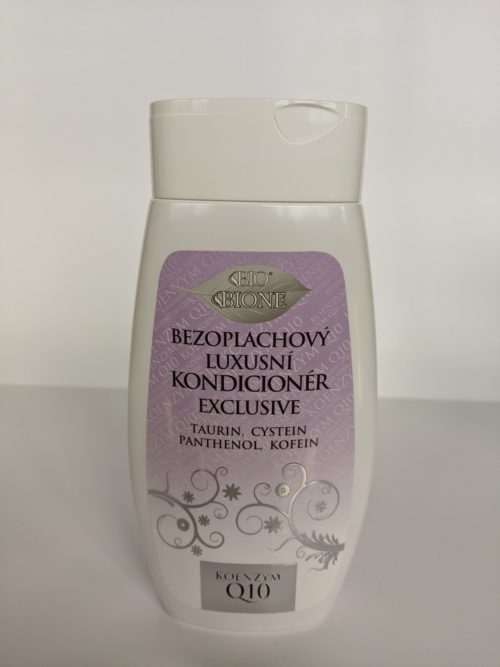 BIO®
BIONE
BEZOPLACHOVÝ
LUXUSNÍ
KONDICIONÉR
EXCLUSIVE
TAURIN, CYSTEIN
PANTHENOL, KOFEIN
KOENZYM
Q10